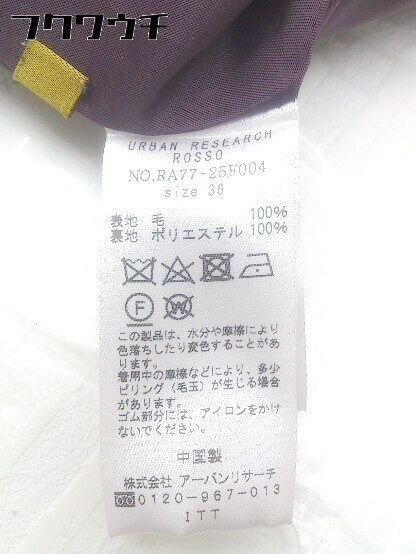 フクワウチ
URBAN RESEARCH
ROSSO
NO.RA77-25F004
size 36
表地 毛 100%
裏地 ポリエステル 100%
F W
この製品は、水分や摩擦により
色落ちしたり変色することがあ
ります。
着用中の摩擦などにより、多少
ピリング(毛玉)が生じる場合
があります。
ゴム部分には、アイロンをかけ
ないでください。
中国製
株式会社 アーバンリサーチ
0120-967-013
ITT